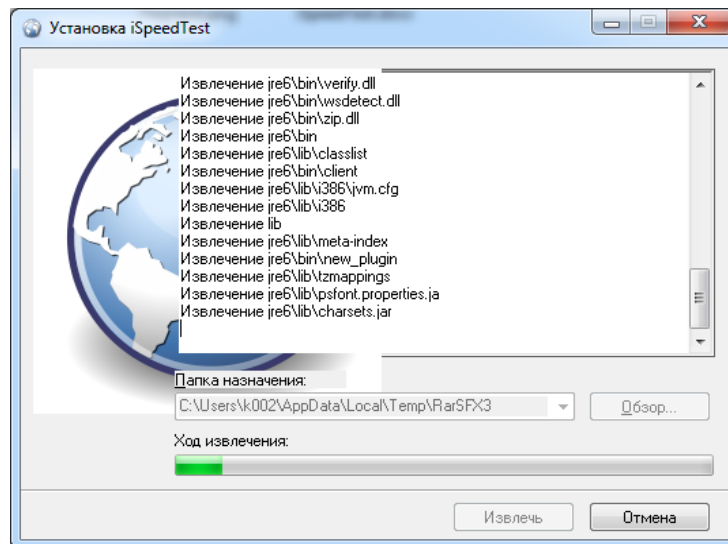 Установка iSpeedTest
Извлечение jre6\bin\verify.dll
Извлечение jre6\bin\wsdetect.dll
Извлечение jre6\bin\zip.dll
Извлечение jre6\bin
Извлечение jre6\lib\classlist
Извлечение jre6\bin\client
Извлечение jre6\lib\i386\jvm.cfg
Извлечение jre6\lib\i386
Извлечение lib
Извлечение jre6\lib\meta-index
Извлечение jre6\bin\new_plugin
Извлечение jre6\lib\tzmappings
Извлечение jre6\lib\psfont.properties.ja
Извлечение jre6\lib\charsets.jar
Папка назначения:
C:\Users\k002\AppData\Local\Temp\RarSFX3
Обзор...
Ход извлечения:
Извлечь
Отмена